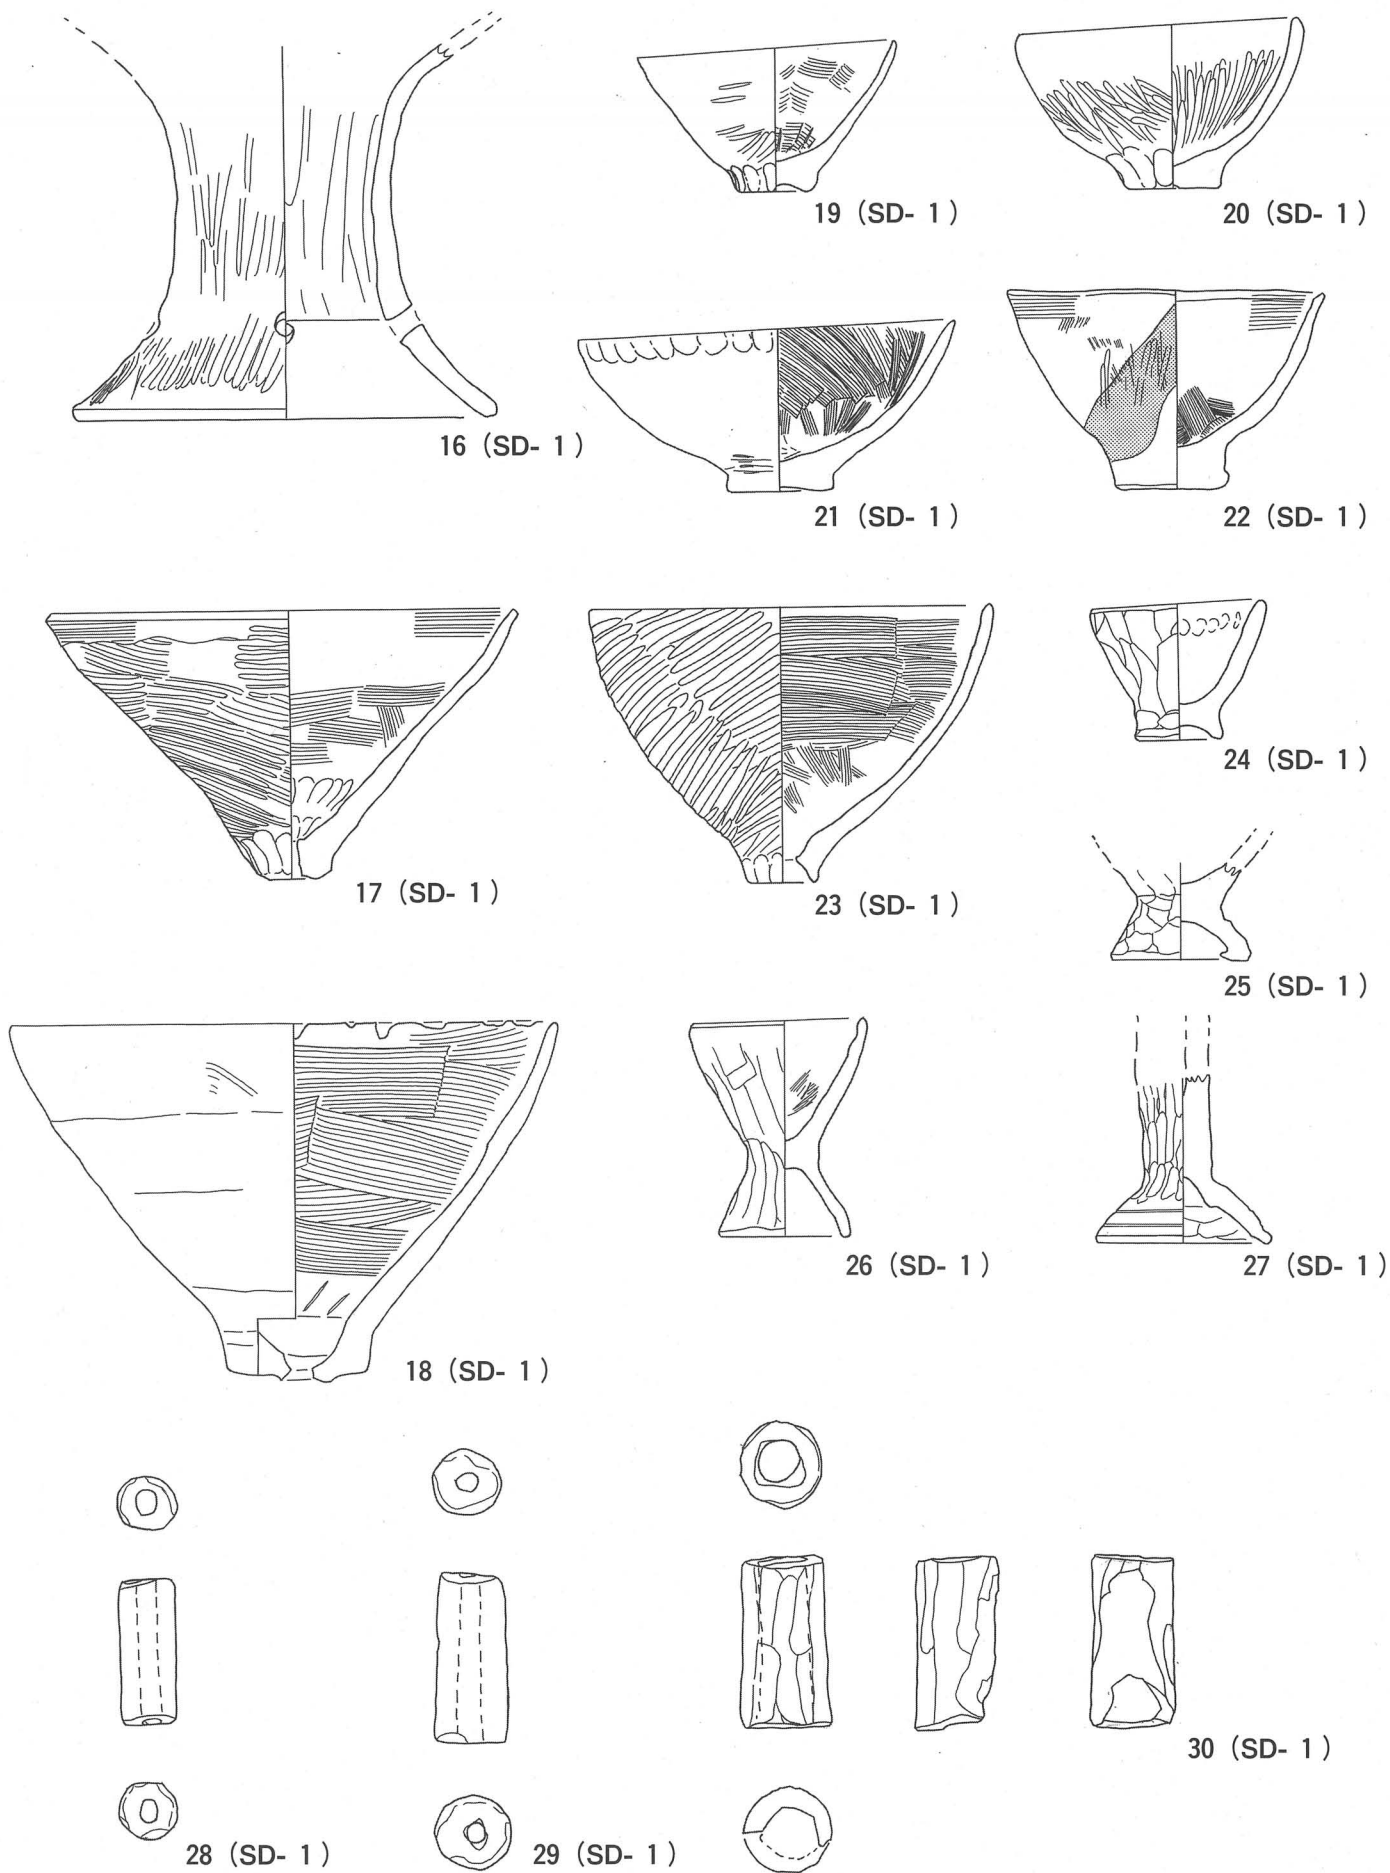 19（SD- 1）
20（SD- 1）
16（SD- 1）
21（SD- 1）
22（SD- 1）
17（SD- 1）
23（SD- 1）
24（SD- 1）
25（SD- 1）
26（SD- 1）
27（SD- 1）
18（SD- 1）
30（SD- 1）
28（SD- 1）
29（SD- 1）